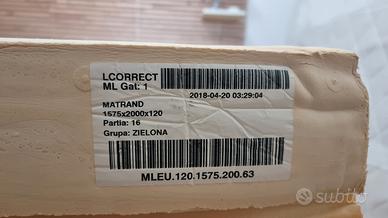 LCORRECT
ML Gat: 1
2018-04-20 03:29:04
MATRAND
1575x2000x120
Partia: 16
Grupa: ZIELONA
MLEU.120.1575.200.63
subito